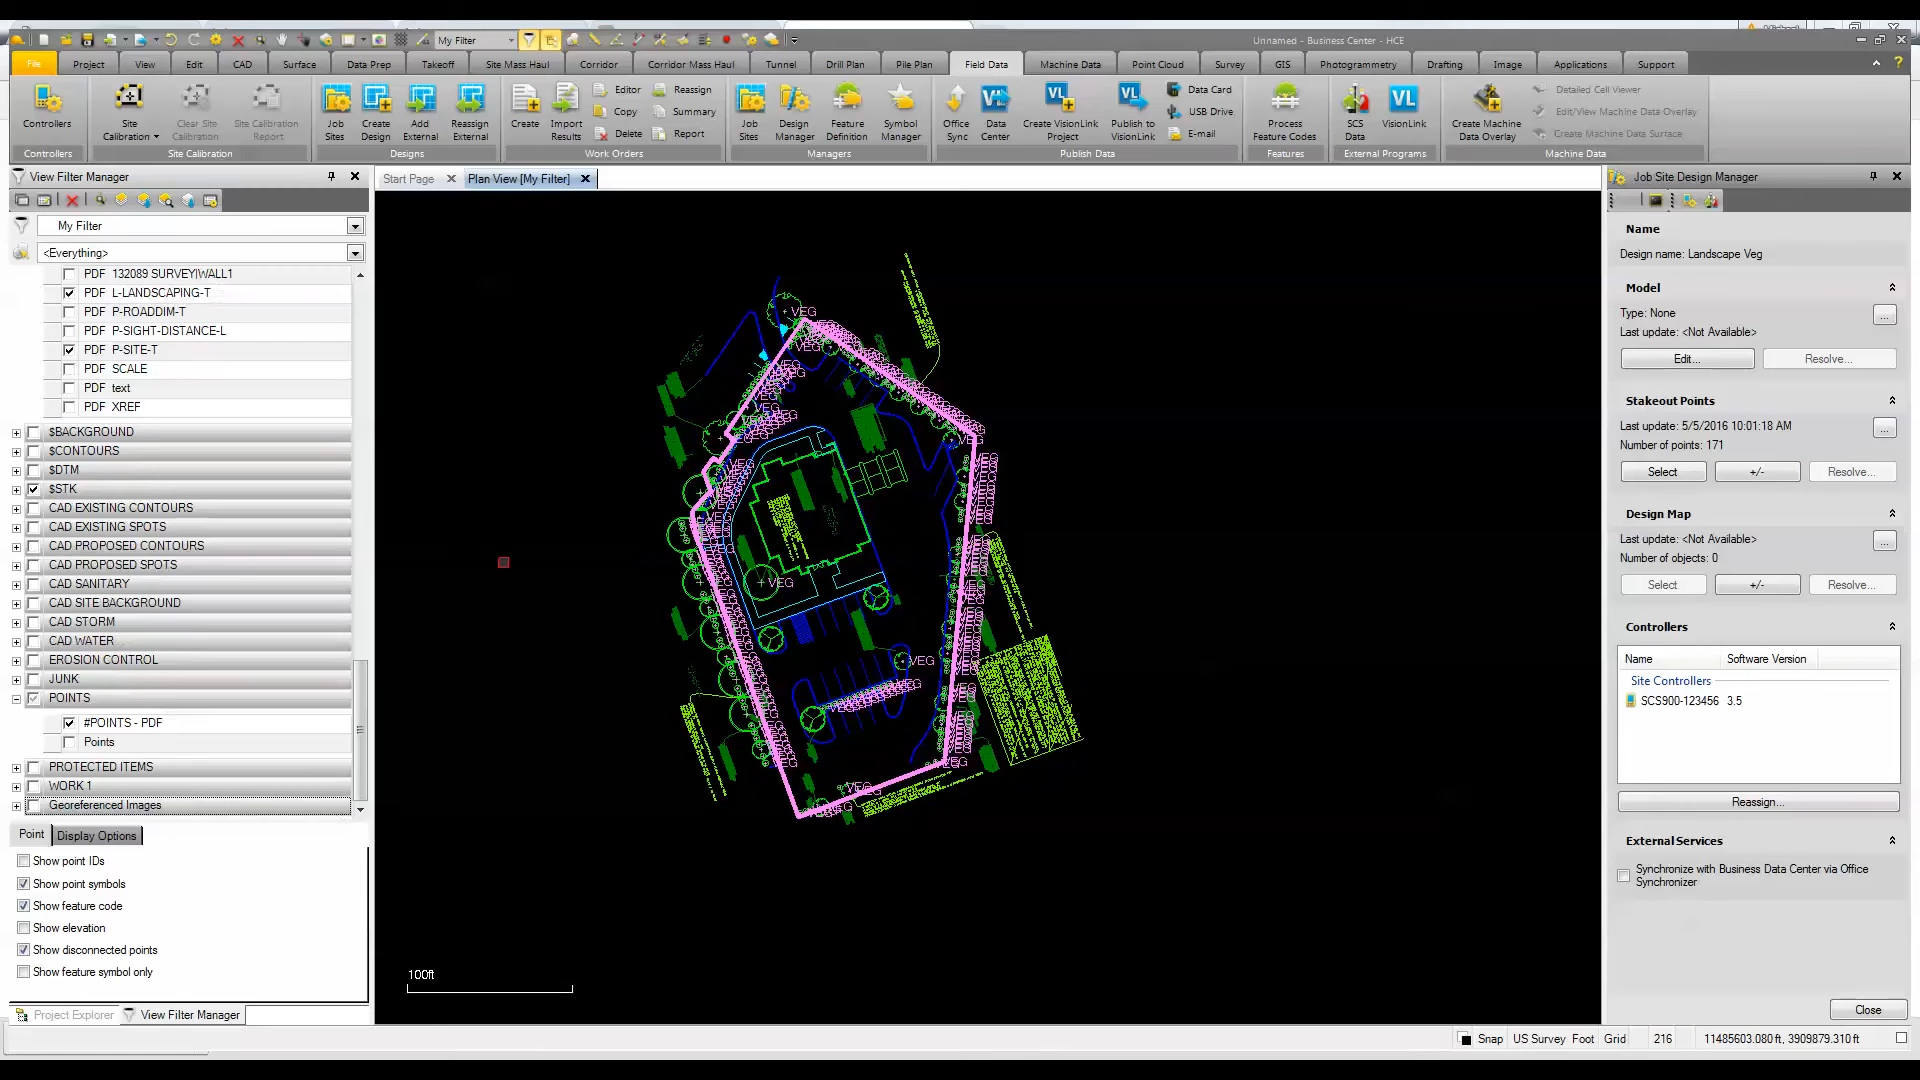 My Filter
Unnamed - Business Center - HCE
File Project View Edit CAD Surface Data Prep Takeoff Site Mass Haul Corridor Corridor Mass Haul Tunnel Drill Plan Pile Plan Field Data Machine Data Point Cloud Survey GIS Photogrammetry Drafting Image Applications Support
Controllers
Controllers
Site Calibration
Clear Site Calibration
Site Calibration Report
Site Calibration
Job Sites
Create Design
Add External
Reassign External
Designs
Create
Import Results
Editor
Copy
Delete
Reassign
Summary
Report
Work Orders
Job Sites
Design Manager
Feature Definition
Symbol Manager
Managers
Office Sync
Data Center
Create VisionLink Project
Publish to VisionLink
Data Card
USB Drive
E-mail
Publish Data
Process Feature Codes
Features
SCS Data
VisionLink
External Programs
Create Machine Data Overlay
Detailed Cell Viewer
Edit/View Machine Data Overlay
Create Machine Data Surface
Machine Data
View Filter Manager
My Filter
<Everything>
PDF 132089 SURVEY|WALL1
PDF L-LANDSCAPING-T
PDF P-ROADDIM-T
PDF P-SIGHT-DISTANCE-L
PDF P-SITE-T
PDF SCALE
PDF text
PDF XREF
$BACKGROUND
$CONTOURS
$DTM
$STK
CAD EXISTING CONTOURS
CAD EXISTING SPOTS
CAD PROPOSED CONTOURS
CAD PROPOSED SPOTS
CAD SANITARY
CAD SITE BACKGROUND
CAD STORM
CAD WATER
EROSION CONTROL
JUNK
POINTS
#POINTS - PDF
Points
PROTECTED ITEMS
WORK 1
Georeferenced Images
Point Display Options
Show point IDs
Show point symbols
Show feature code
Show elevation
Show disconnected points
Show feature symbol only
Project Explorer View Filter Manager
Start Page Plan View [My Filter]
VEG
VEG
VEG
VEG
VEG
100ft
Job Site Design Manager
Name
Design name: Landscape Veg
Model
Type: None
...
Last update: <Not Available>
Edit... Resolve...
Stakeout Points
Last update: 5/5/2016 10:01:18 AM
...
Number of points: 171
Select +/- Resolve...
Design Map
Last update: <Not Available>
...
Number of objects: 0
Select +/- Resolve...
Controllers
Name Software Version
Site Controllers
SCS900-123456 3.5
Reassign...
External Services
Synchronize with Business Data Center via Office
Synchronizer
Close
Snap US Survey Foot Grid 216 11485603.080 ft, 3909879.310 ft